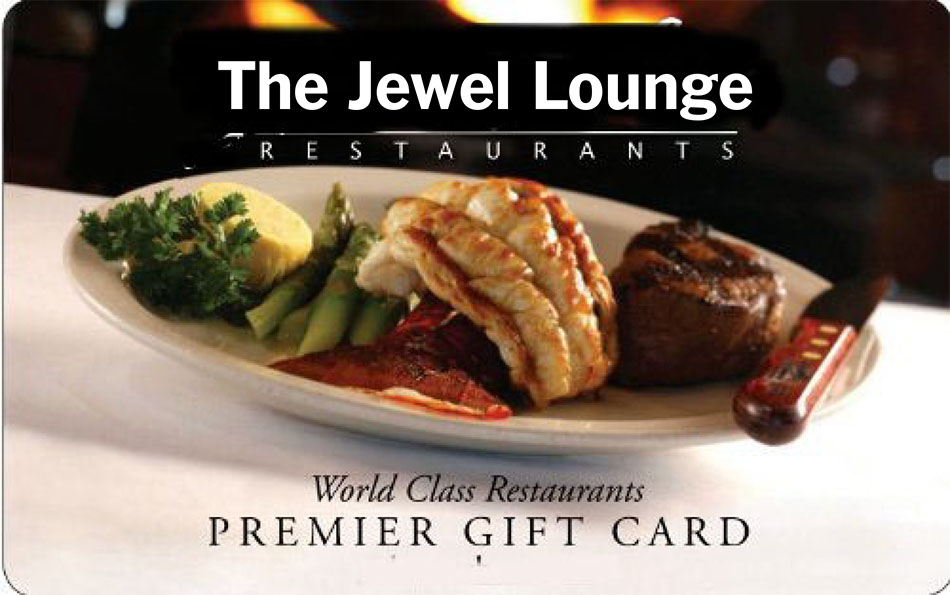 The Jewel Lounge
RESTAURANTS
World Class Restaurants
PREMIER GIFT CARD